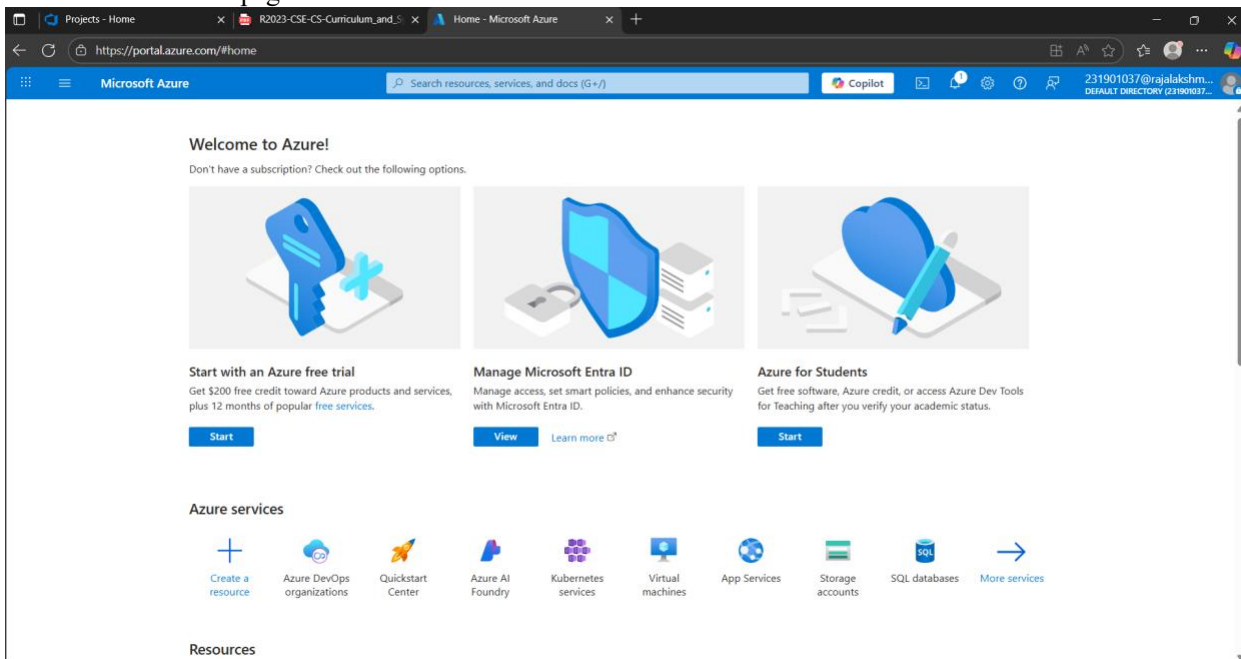 Projects - Home
R2023-CSE-CS-Curriculum_and_S
Home - Microsoft Azure
https://portal.azure.com/#home
Microsoft Azure
Search resources, services, and docs (G+/)
Copilot
1
231901037@rajalakshm...
DEFAULT DIRECTORY (231901037...
Welcome to Azure!
Don't have a subscription? Check out the following options.
Start with an Azure free trial
Get $200 free credit toward Azure products and services,
plus 12 months of popular free services.
Start
Manage Microsoft Entra ID
Manage access, set smart policies, and enhance security
with Microsoft Entra ID.
View
Learn more
Azure for Students
Get free software, Azure credit, or access Azure Dev Tools
for Teaching after you verify your academic status.
Start
Azure services
Create a
resource
Azure DevOps
organizations
Quickstart
Center
Azure AI
Foundry
Kubernetes
services
Virtual
machines
App Services
Storage
accounts
SQL
SQL databases
More services
Resources